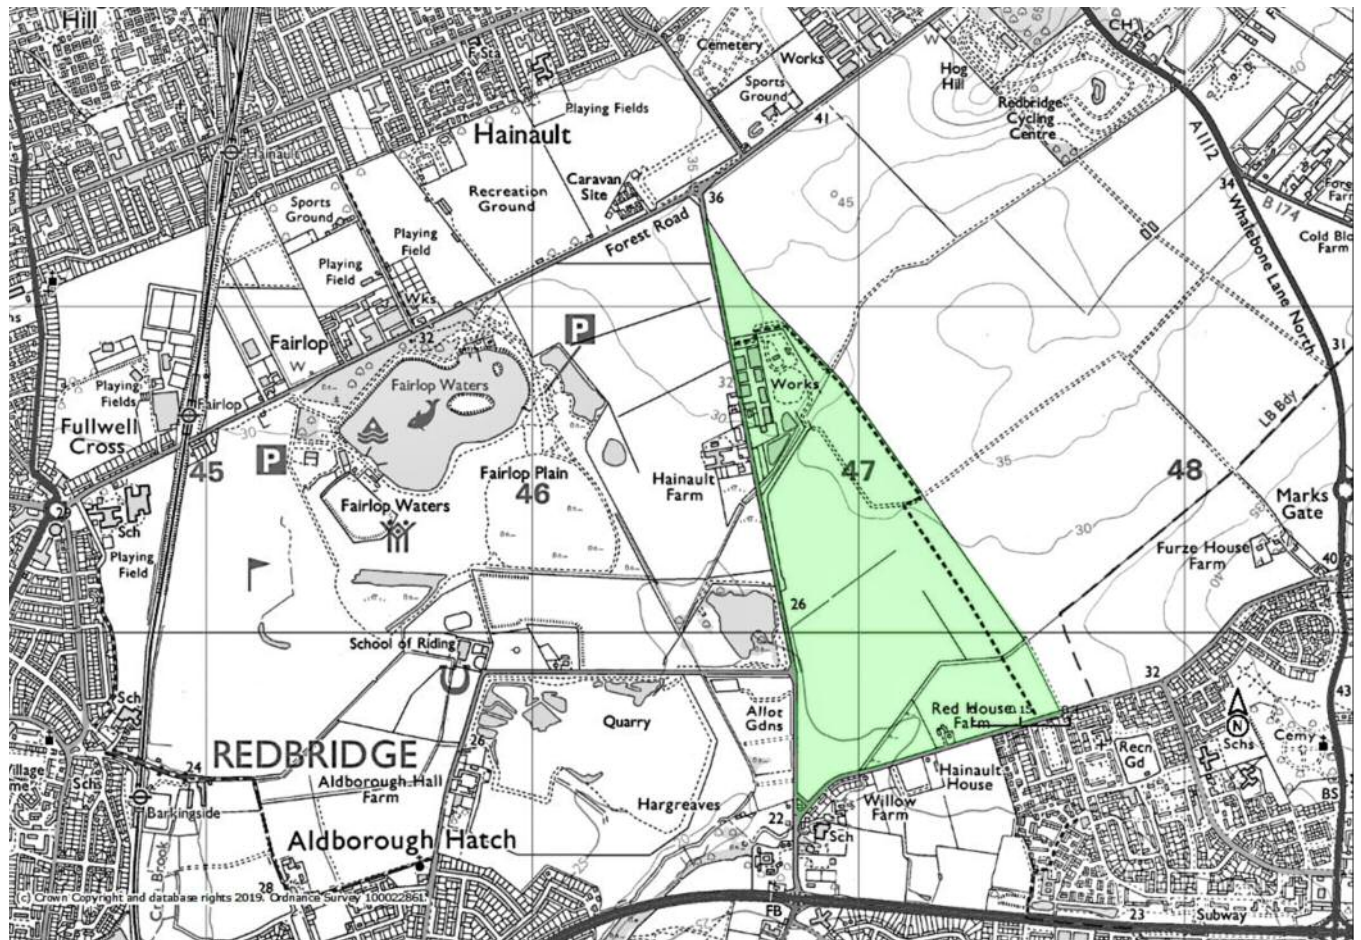 Hill
Sta
Cemetery
Works
Sports
Ground
Hog
Hill
CH
Redbridge
Cycling
Centre
A1112
40
Playing Fields
41
Hainault
Hainault
Recreation
Ground
Caravan
Site
35
36
45
34
B 174
Whalebone Lane North
Cold Blo
Farm
Sports
Ground
Playing
Field
Playing
Field
Forest Road
Wks
32
31
Fairlop
W
P
Fairlop Waters
32
Works
LB Bdy
Playing
Fields
Fairlop
Fullwell
Cross
30
30
P
45
Fairlop Plain
46
Hainault
Farm
47
35
48
Marks
Gate
Fairlop Waters
Sch
Playing
Field
30
Furze House
Farm
40
40
26
School of Riding
32
Sch
Quarry
Allot
Gdns
Red House
Farm
43
N
Schs
Cemy
Recn
Gd
REDBRIDGE
26
24
Aldborough Hall
Farm
Hainault
House
Village
Schs
Barkingside
Hargreaves
Willow
Farm
22
Sch
BS
Aldborough Hatch
25
28
(c) Crown Copyright and database rights 2019. Ordnance Survey 100022861.
FB
23
Subway